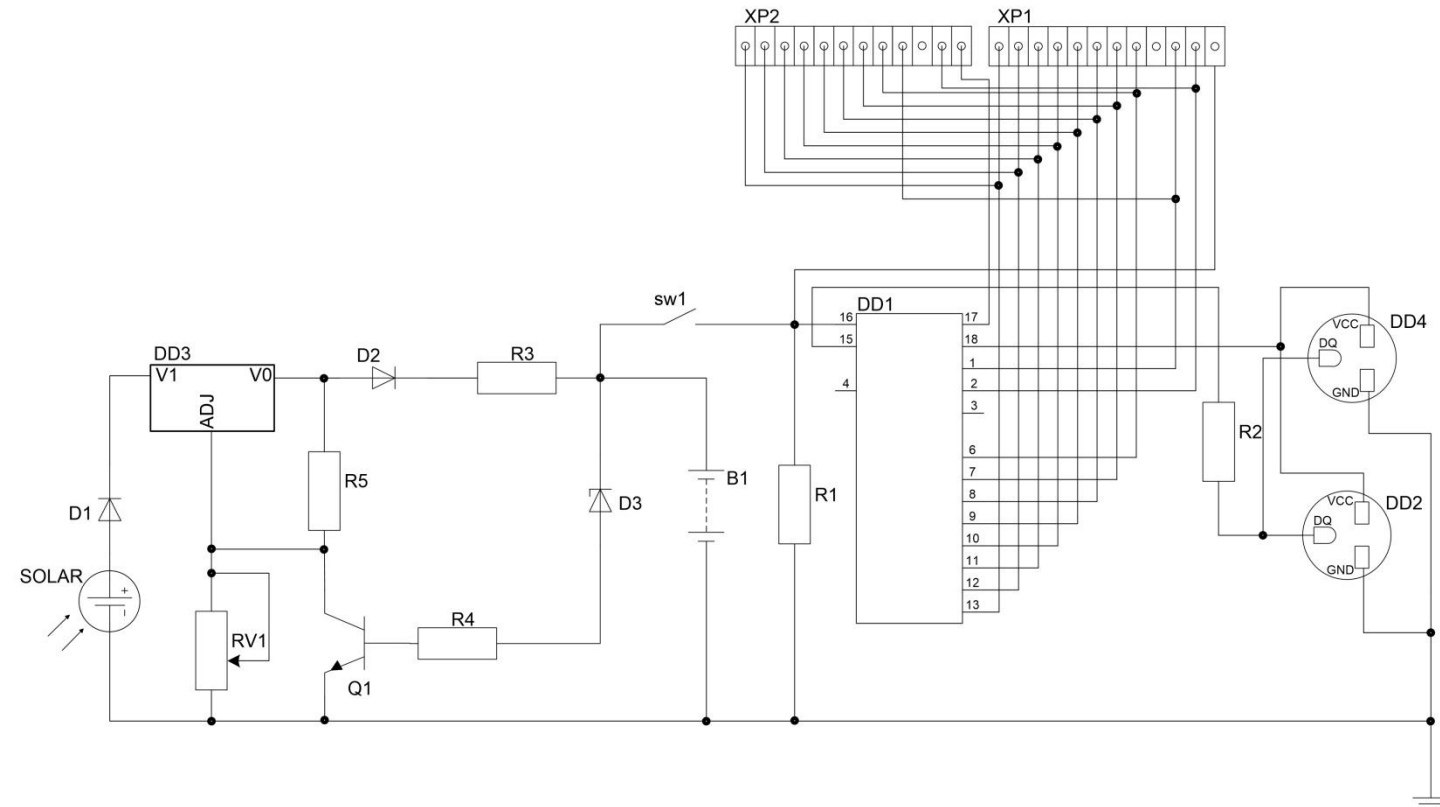 XP2 XP1
sw1
DD1
16 17
15 18
1
4 2
3
6
7
8
9
10
11
12
13
VCC DD4
DQ
GND
R2
VCC DD2
DQ
GND
DD3
V1 V0
ADJ
D2
R3
R5
D1
D3
B1
R1
SOLAR
+
-
RV1
R4
Q1